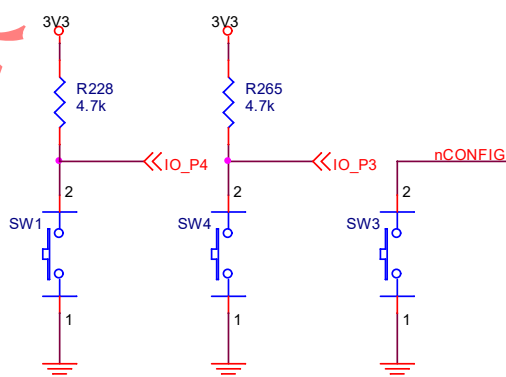 3V3
3V3
R228
4.7k
R265
4.7k
IO_P4
IO_P3
nCONFIG
2
2
2
SW1
SW4
SW3
1
1
1